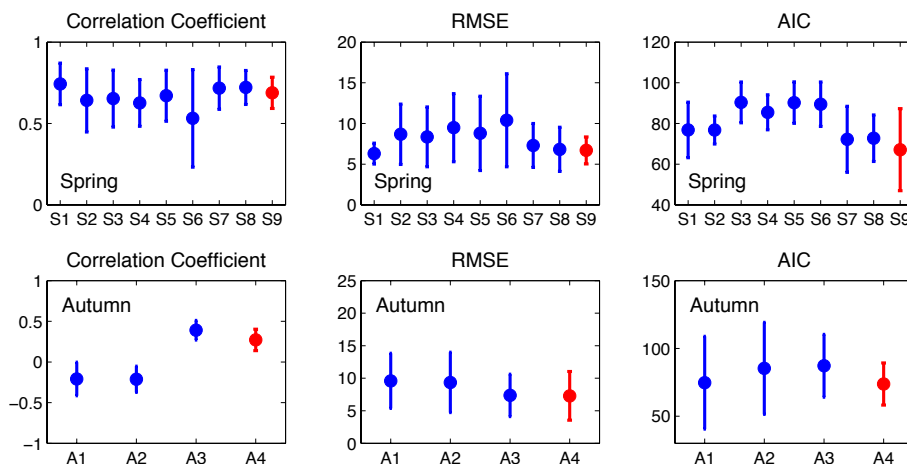 Correlation Coefficient
1
0.5
0
Spring
S1 S2 S3 S4 S5 S6 S7 S8 S9
RMSE
20
15
10
5
0
Spring
S1 S2 S3 S4 S5 S6 S7 S8 S9
AIC
120
100
80
60
40
Spring
S1 S2 S3 S4 S5 S6 S7 S8 S9
Correlation Coefficient
1
Autumn
0.5
0
−0.5
−1
A1 A2 A3 A4
RMSE
25
Autumn
20
15
10
5
0
A1 A2 A3 A4
AIC
150
Autumn
100
50
A1 A2 A3 A4